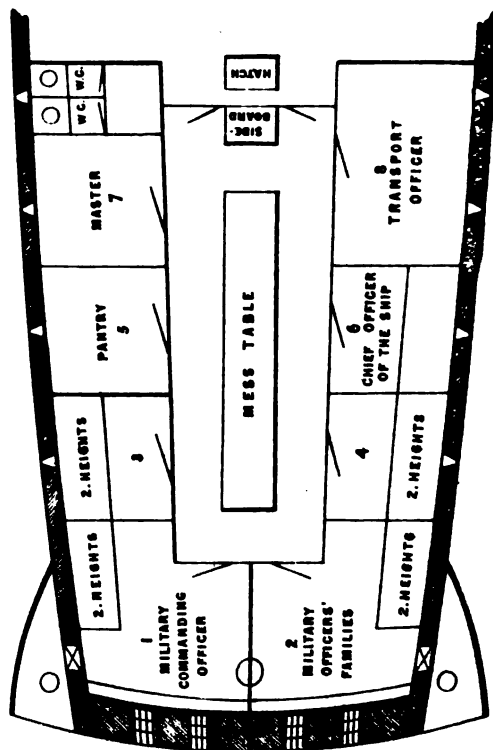 W.C.
W.C.
HATCH
SIDE-
BOARD
MASTER
7
8
TRANSPORT
OFFICER
PANTRY
5
MESS TABLE
6
CHIEF OFFICER
OF THE SHIP
2.HEIGHTS
3
4
2.HEIGHTS
2.HEIGHTS
1
MILITARY
COMMANDING
OFFICER
2
MILITARY
OFFICERS'
FAMILIES
2.HEIGHTS